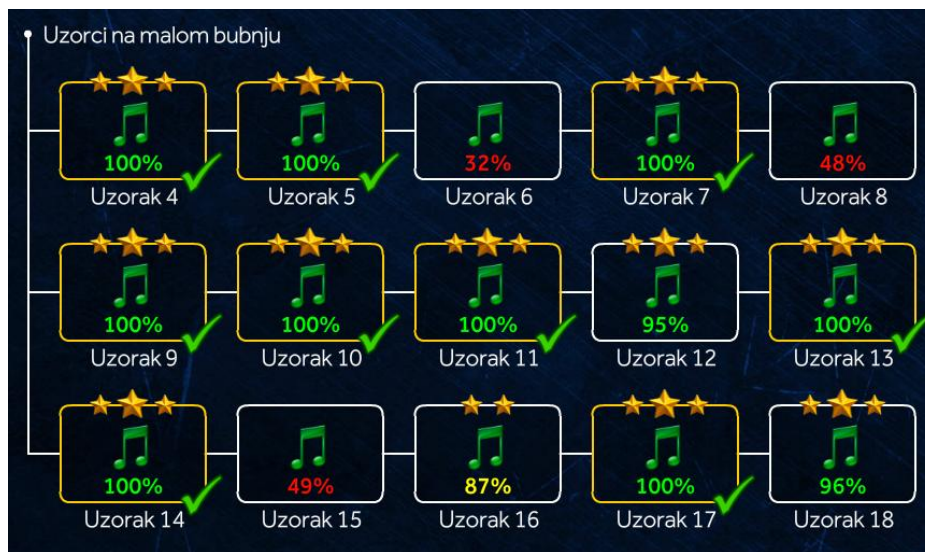 Uzorci na malom bubnju
100% 100% 32% 100% 48%
Uzorak 4 Uzorak 5 Uzorak 6 Uzorak 7 Uzorak 8
100% 100% 100% 95% 100%
Uzorak 9 Uzorak 10 Uzorak 11 Uzorak 12 Uzorak 13
100% 49% 87% 100% 96%
Uzorak 14 Uzorak 15 Uzorak 16 Uzorak 17 Uzorak 18